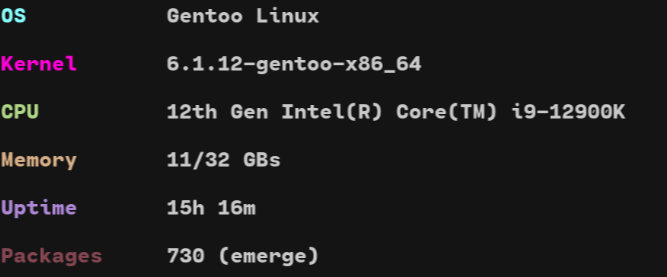 OS Gentoo Linux
Kernel 6.1.12-gentoo-x86_64
CPU 12th Gen Intel(R) Core(TM) i9-12900K
Memory 11/32 GBs
Uptime 15h 16m
Packages 730 (emerge)